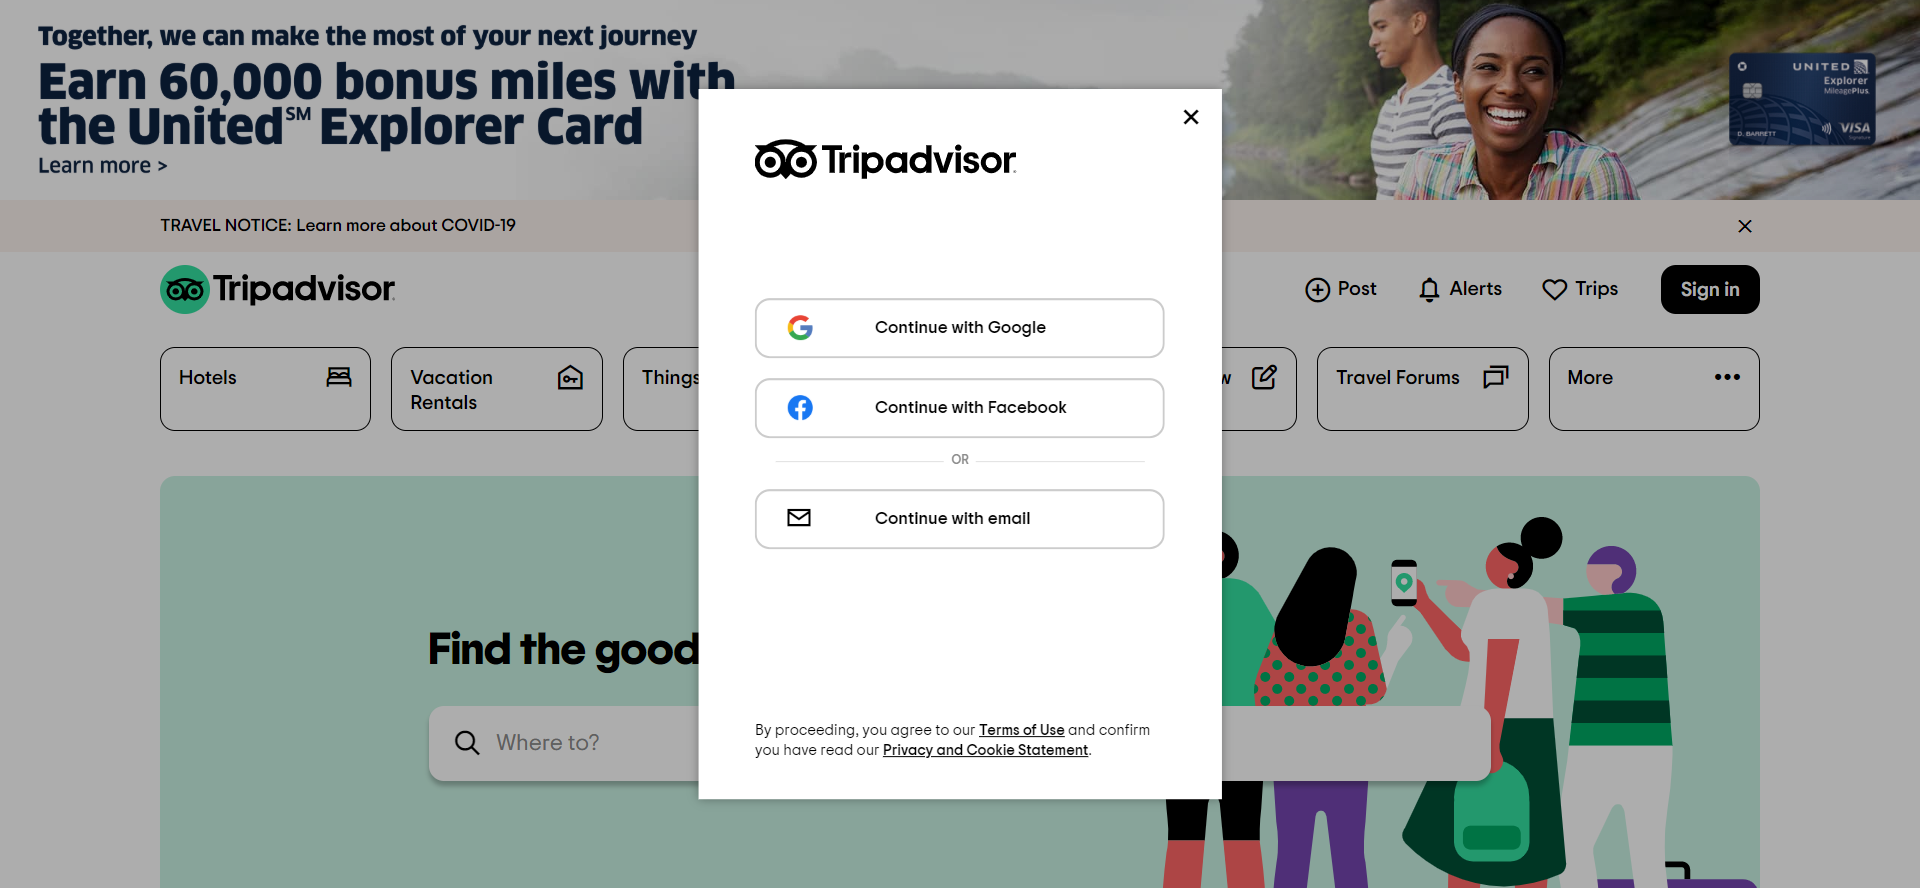 Together, we can make the most of your next journey
Earn 60,000 bonus miles with
the United℠ Explorer Card
Learn more >
UNITED
Explorer
MileagePlus
D. BARRETT
VISA
Signature
Tripadvisor
TRAVEL NOTICE: Learn more about COVID-19
Tripadvisor
Post
Alerts
Trips
Sign in
Hotels
Vacation
Rentals
Things
w
Travel Forums
More
Continue with Google
Continue with Facebook
OR
Continue with email
Find the good
Where to?
By proceeding, you agree to our Terms of Use and confirm
you have read our Privacy and Cookie Statement.